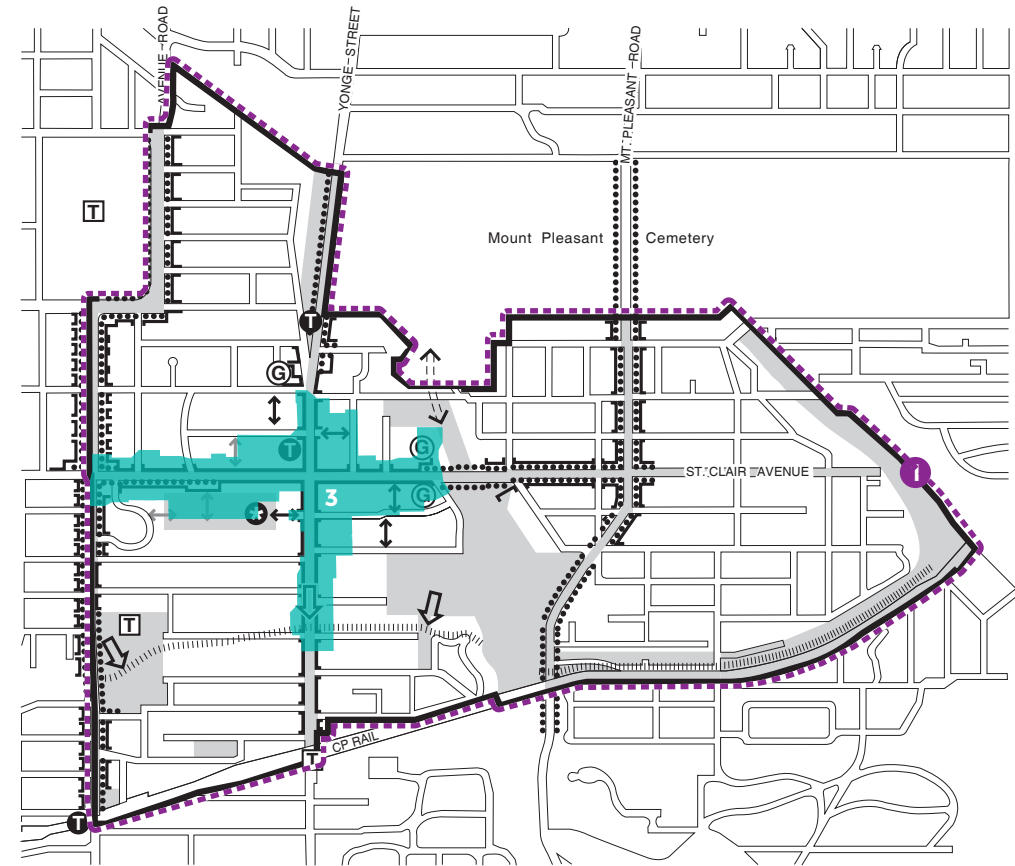 AVENUE ROAD
YONGE STREET
MT. PLEASANT ROAD
T
Mount Pleasant Cemetery
T
G
T
G
ST. CLAIR AVENUE
1
3
G
*
T
CP RAIL
T
T